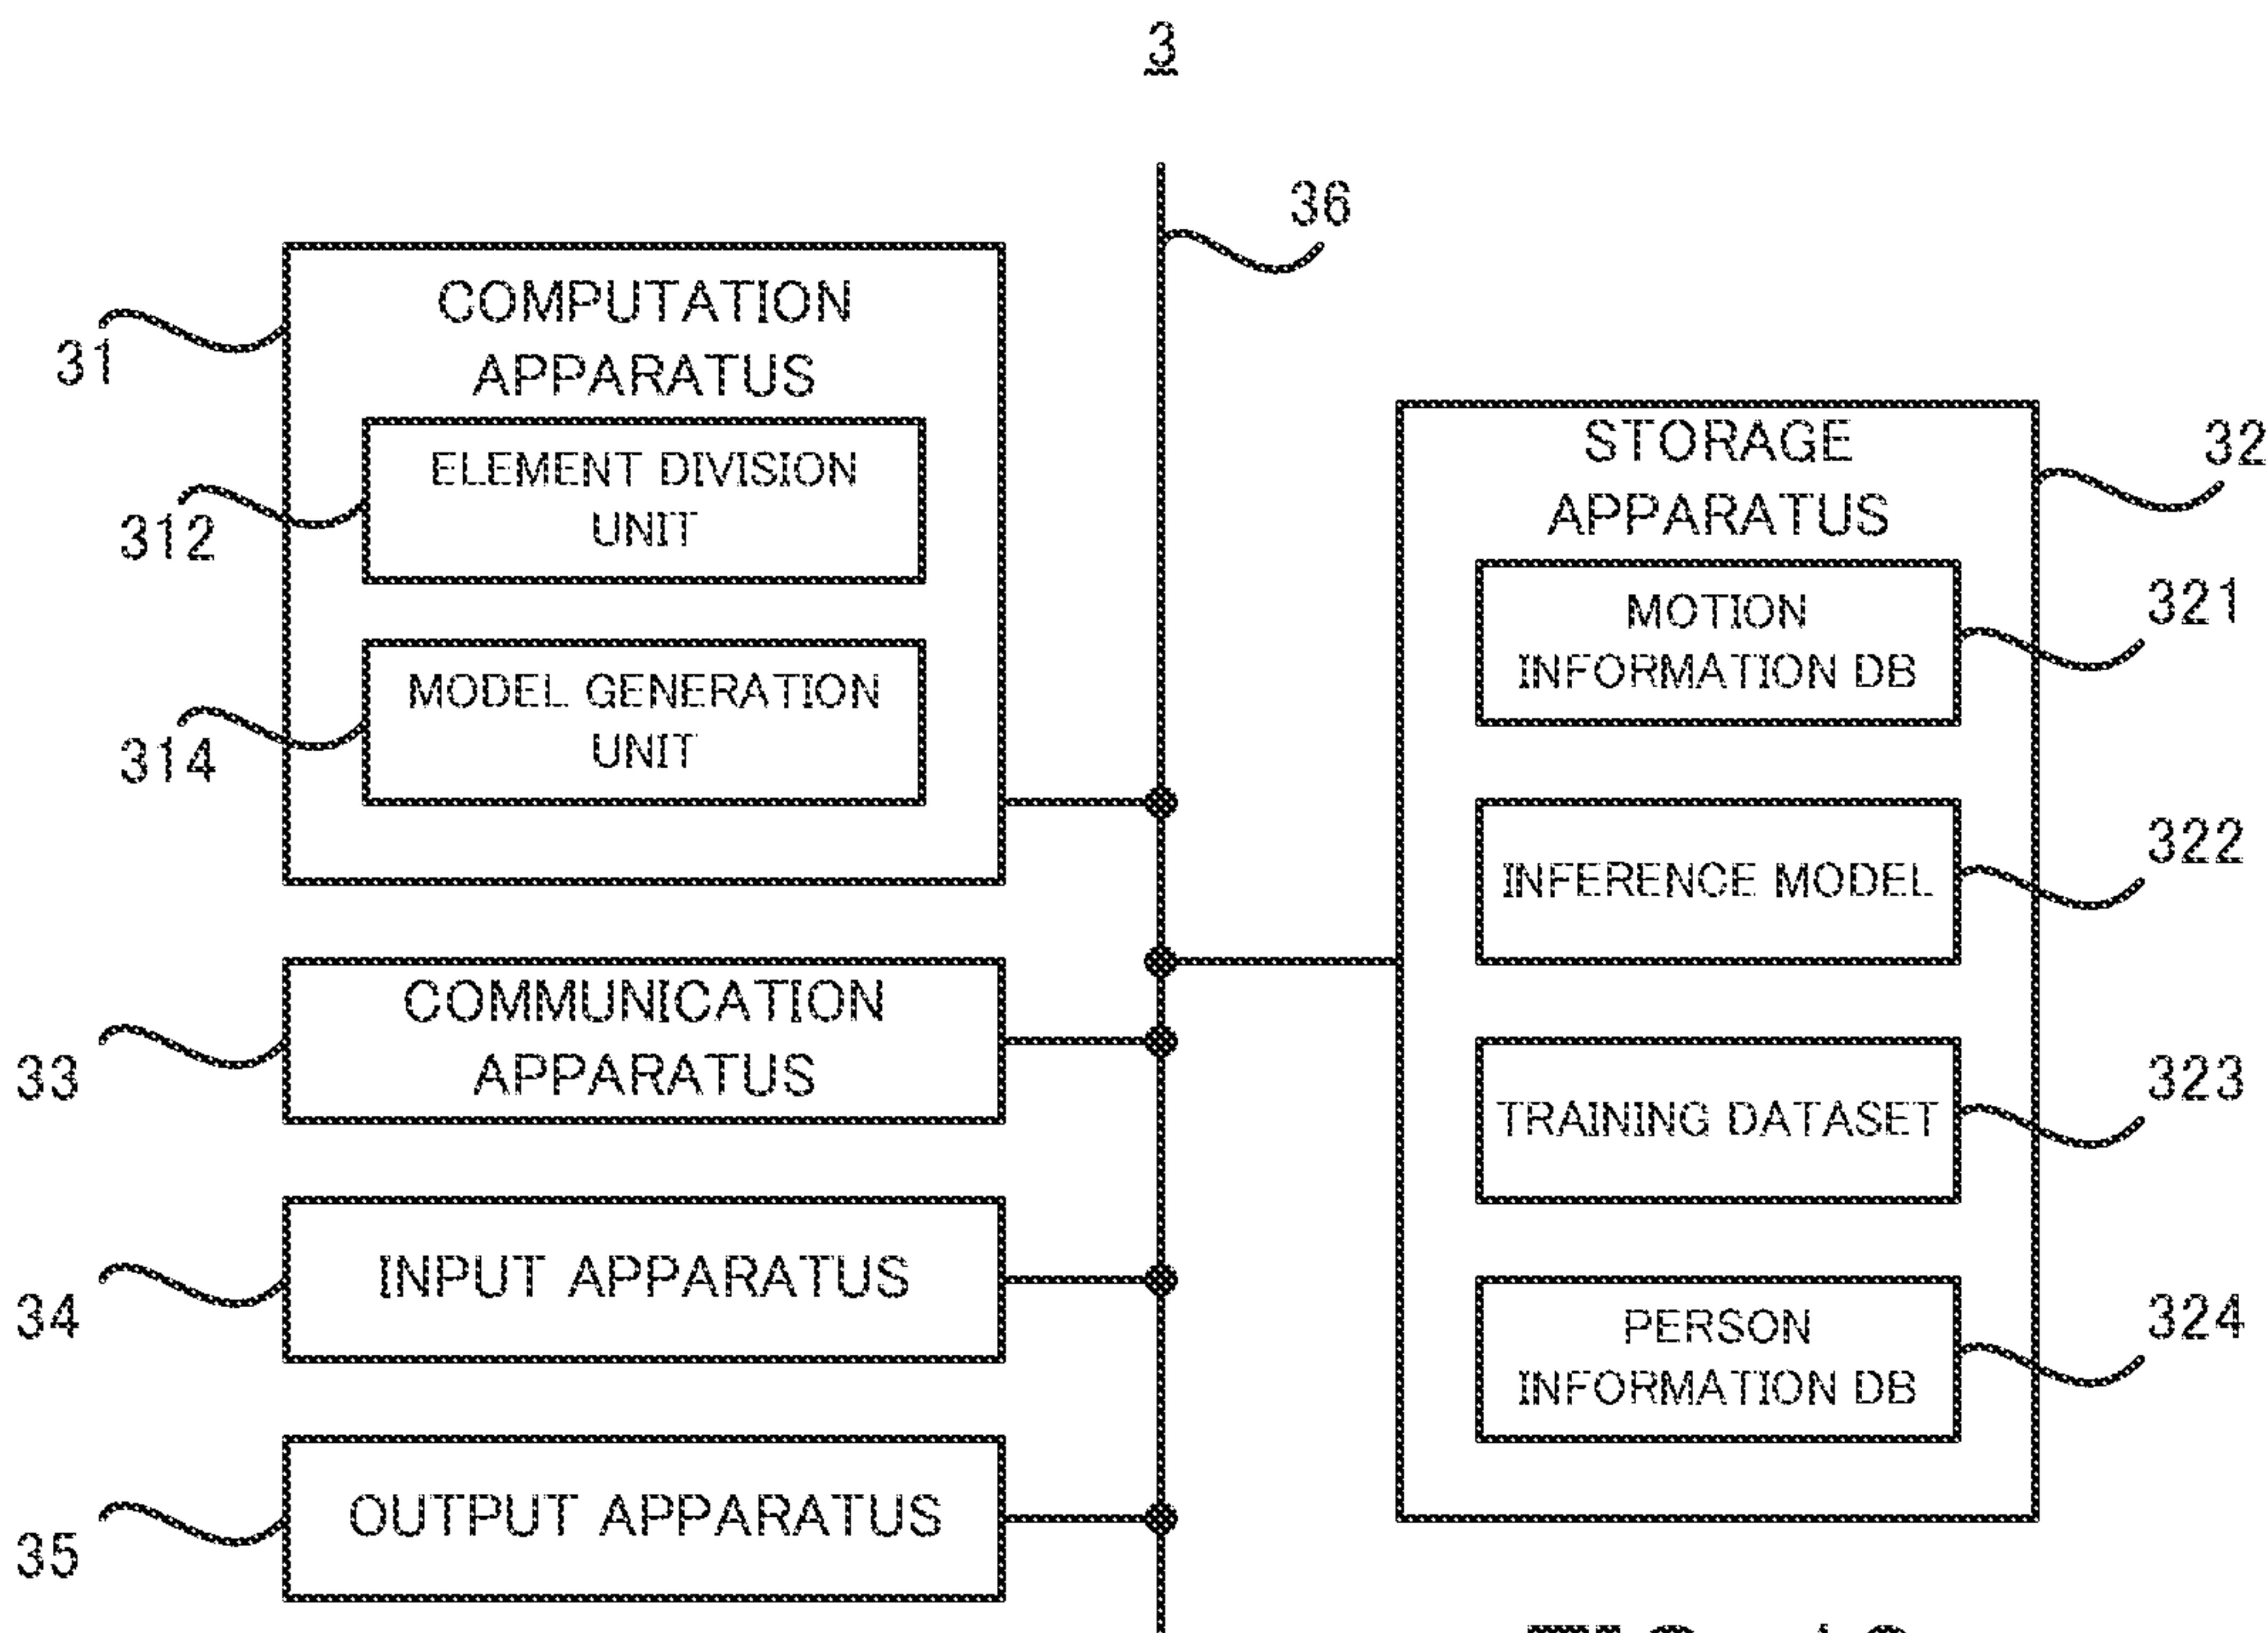 3
36
31
COMPUTATION
APPARATUS
312
ELEMENT DIVISION
UNIT
314
MODEL GENERATION
UNIT
STORAGE
APPARATUS
32
MOTION
INFORMATION DB
321
INFERENCE MODEL
322
TRAINING DATASET
323
PERSON
INFORMATION DB
324
33
COMMUNICATION
APPARATUS
34
INPUT APPARATUS
35
OUTPUT APPARATUS